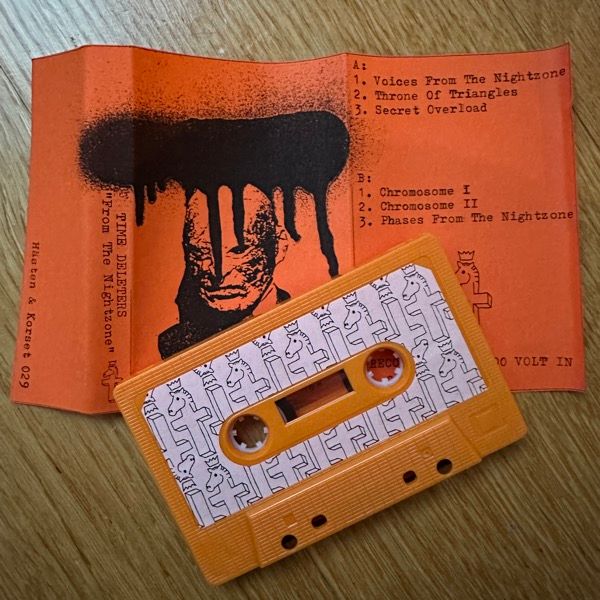 Hästen & Korset 029
TIME DELETERS
"From The Nightzone"
A:
1. Voices From The Nightzone
2. Throne Of Triangles
3. Secret Overload
B:
1. Chromosome I
2. Chromosome II
3. Phases From The Nightzone
VOLT IN